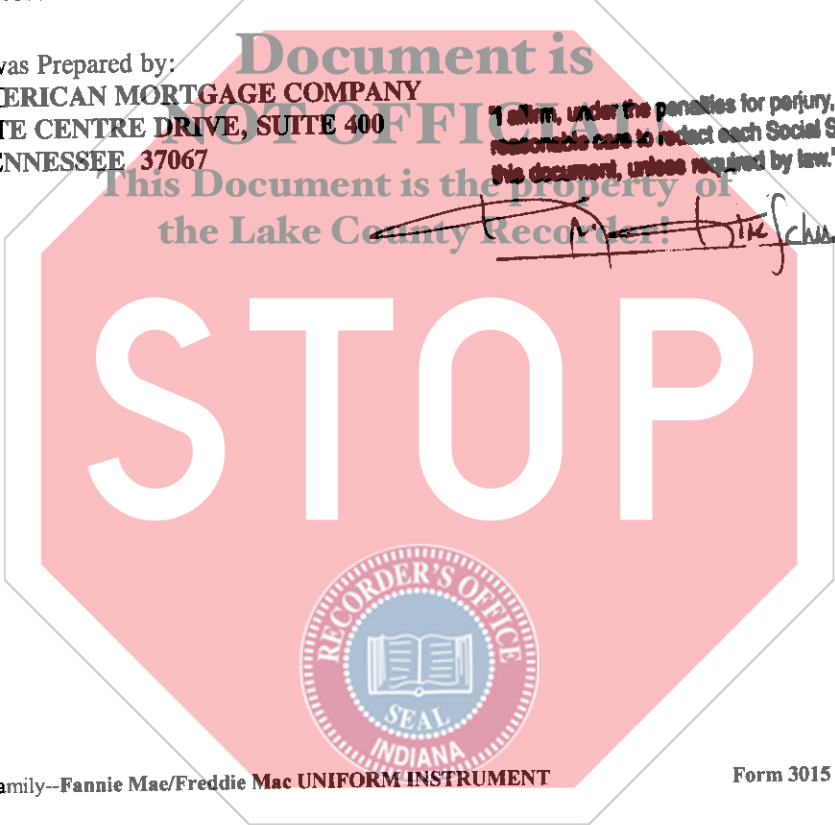 Document is
NOT OFFICIAL
This Document is the property of
the Lake County Recorder!
was Prepared by:
ERICAN MORTGAGE COMPANY
TE CENTRE DRIVE, SUITE 400
ENNESSEE 37067
"I affirm, under the penalties for perjury,
Reasonable care to redact each Social S
this document, unless required by law."
STOP
RECORDER'S OFFICE
SEAL
INDIANA
amily--Fannie Mae/Freddie Mac UNIFORM INSTRUMENT
Form 3015